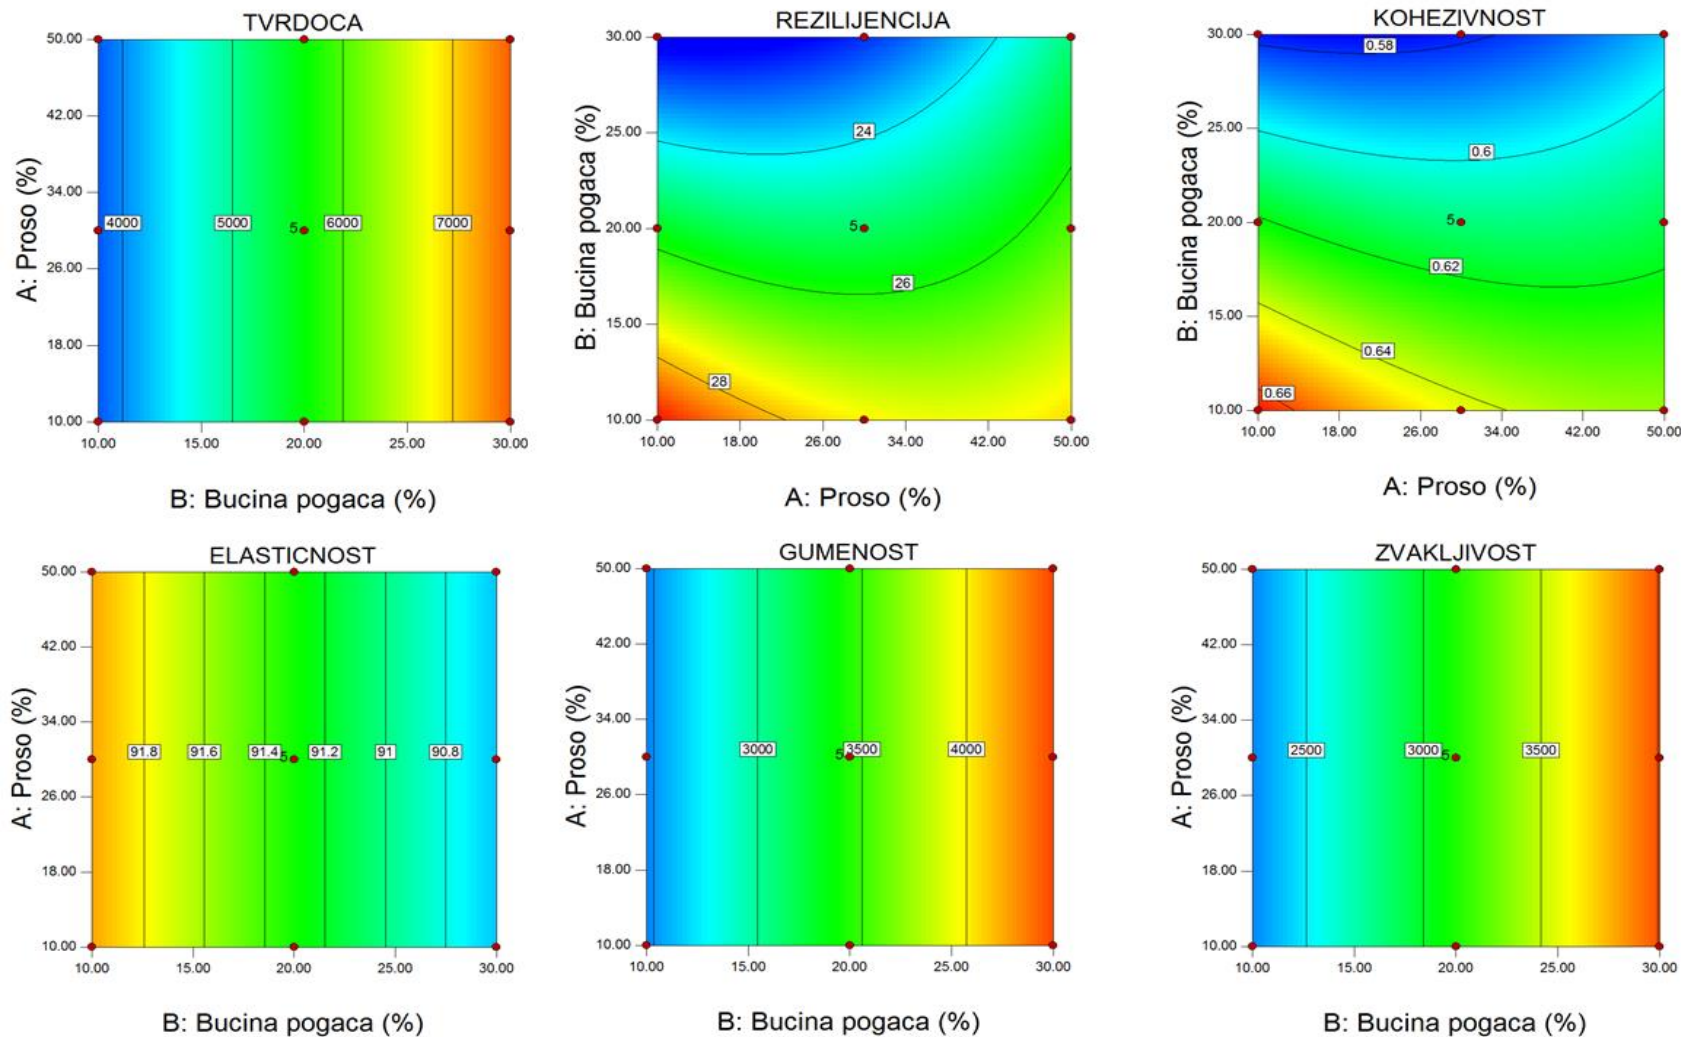 TVRDOCA
50.00
42.00
34.00
26.00
18.00
10.00
A: Proso (%)
4000
5000
5
6000
7000
10.00 15.00 20.00 25.00 30.00
B: Bucina pogaca (%)
REZILIJENCIJA
30.00
25.00
20.00
15.00
10.00
B: Bucina pogaca (%)
24
5
26
28
10.00 18.00 26.00 34.00 42.00 50.00
A: Proso (%)
KOHEZIVNOST
30.00
25.00
20.00
15.00
10.00
B: Bucina pogaca (%)
0.58
0.6
5
0.62
0.64
0.66
10.00 18.00 26.00 34.00 42.00 50.00
A: Proso (%)
ELASTICNOST
50.00
42.00
34.00
26.00
18.00
10.00
A: Proso (%)
91.8
91.6
91.4
5
91.2
91
90.8
10.00 15.00 20.00 25.00 30.00
B: Bucina pogaca (%)
GUMENOST
50.00
42.00
34.00
26.00
18.00
10.00
A: Proso (%)
3000
5
3500
4000
10.00 15.00 20.00 25.00 30.00
B: Bucina pogaca (%)
ZVAKLJIVOST
50.00
42.00
34.00
26.00
18.00
10.00
A: Proso (%)
2500
3000
5
3500
10.00 15.00 20.00 25.00 30.00
B: Bucina pogaca (%)